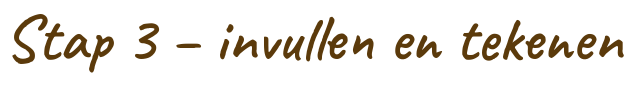 Stap 3 – invullen en tekenen